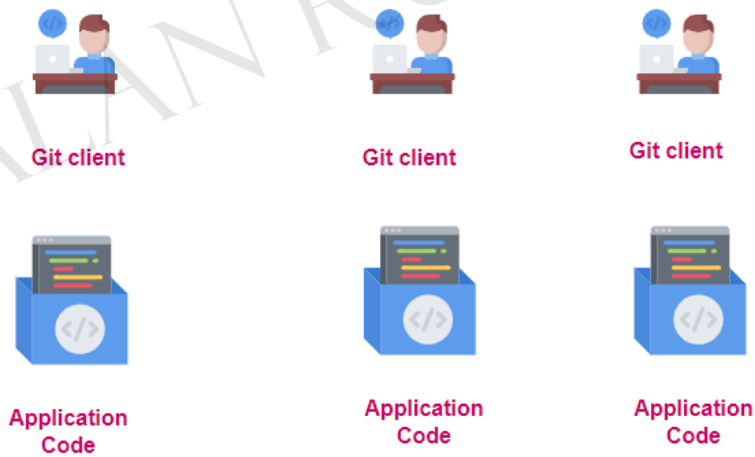 Git client
Git client
Git client
Application
Code
Application
Code
Application
Code